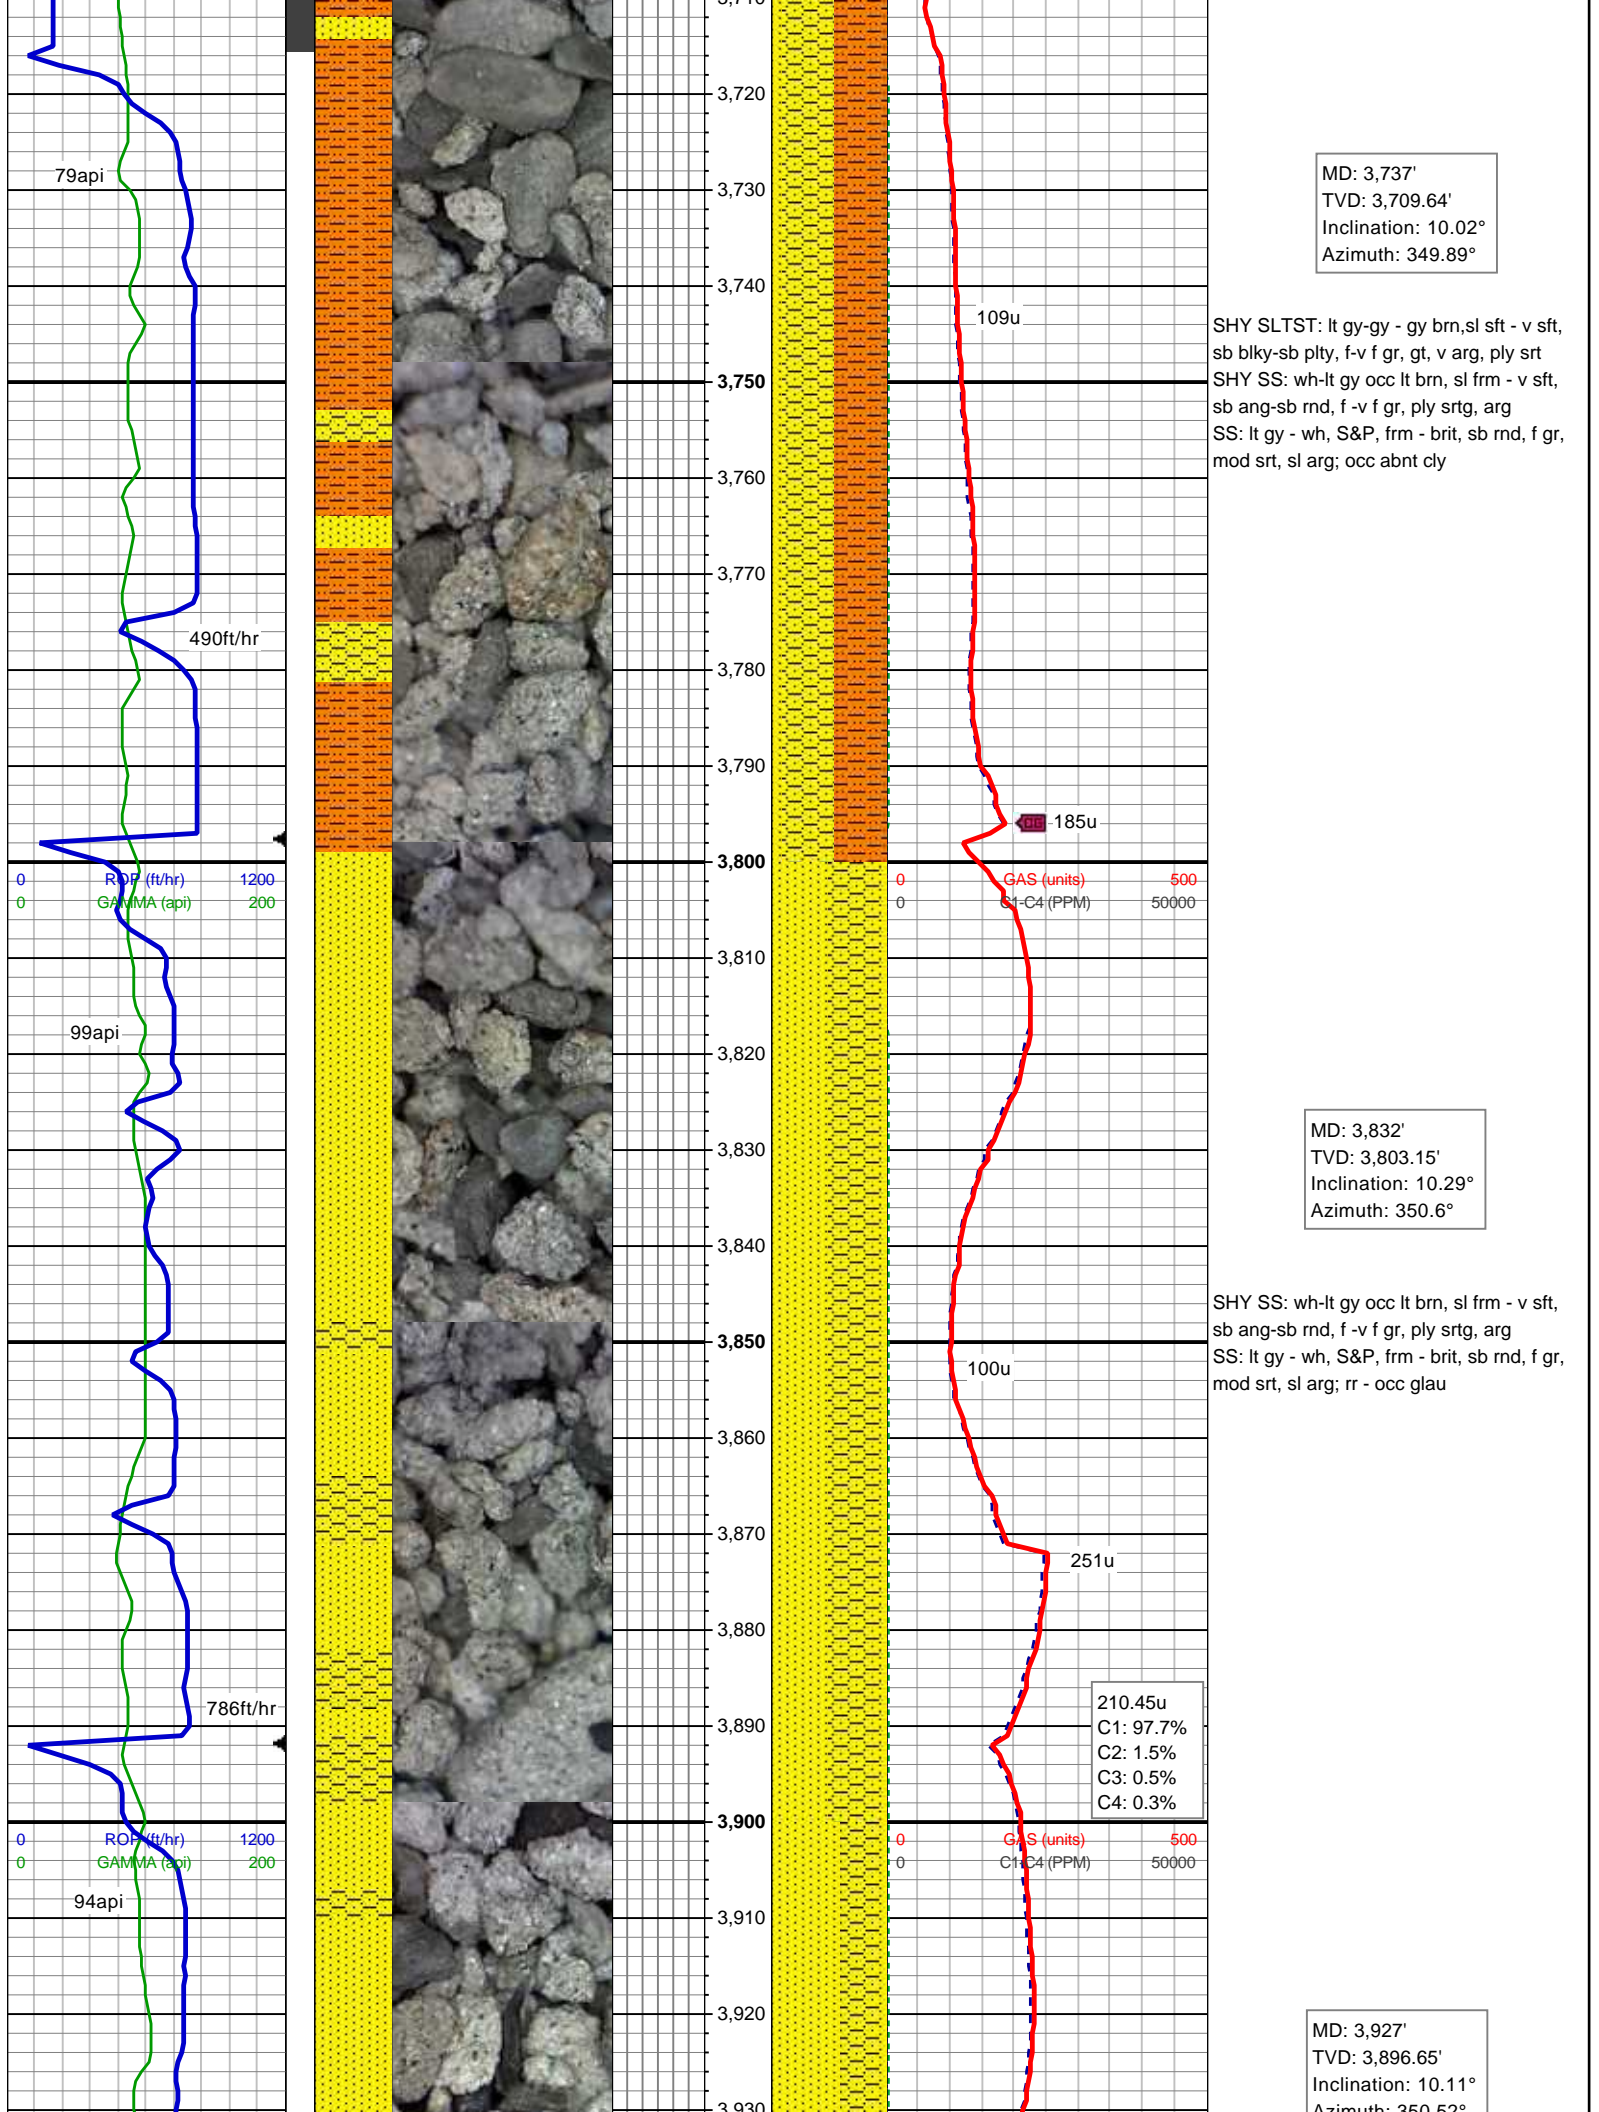 3,720
79api
3,730
MD: 3,737'
TVD: 3,709.64'
Inclination: 10.02°
Azimuth: 349.89°
3,740
109u
SHY SLTST: lt gy-gy - gy brn,sl sft - v sft,
sb blky-sb plty, f-v f gr, gt, v arg, ply srt
SHY SS: wh-lt gy occ lt brn, sl frm - v sft,
sb ang-sb rnd, f -v f gr, ply srtg, arg
SS: lt gy - wh, S&P, frm - brit, sb rnd, f gr,
mod srt, sl arg; occ abnt cly
3,750
3,760
3,770
490ft/hr
3,780
3,790
185u
3,800
0 ROP (ft/hr) 1200
0 GAMMA (api) 200
0 GAS (units) 500
0 C1-C4 (PPM) 50000
3,810
99api
3,820
3,830
MD: 3,832'
TVD: 3,803.15'
Inclination: 10.29°
Azimuth: 350.6°
3,840
SHY SS: wh-lt gy occ lt brn, sl frm - v sft,
sb ang-sb rnd, f -v f gr, ply srtg, arg
SS: lt gy - wh, S&P, frm - brit, sb rnd, f gr,
mod srt, sl arg; rr - occ glau
3,850
100u
3,860
3,870
251u
3,880
786ft/hr
3,890
210.45u
C1: 97.7%
C2: 1.5%
C3: 0.5%
C4: 0.3%
3,900
0 ROP (ft/hr) 1200
0 GAMMA (api) 200
0 GAS (units) 500
0 C1-C4 (PPM) 50000
94api
3,910
3,920
MD: 3,927'
TVD: 3,896.65'
Inclination: 10.11°
Azimuth: 350.52°
3,930